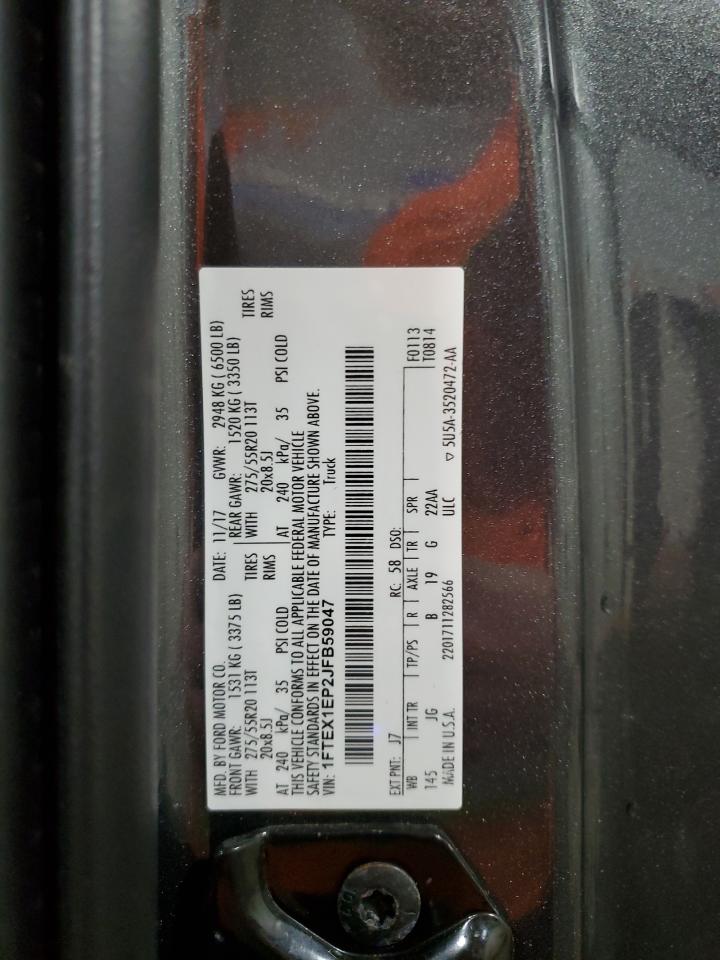 MFD. BY FORD MOTOR CO. DATE: 11/17 GVWR: 2948 KG ( 6500 LB)
FRONT GAWR: 1531 KG ( 3375 LB) REAR GAWR: 1520 KG ( 3350 LB)
WITH 275/55R20 113T TIRES WITH 275/55R20 113T TIRES
20x8.5J RIMS 20x8.5J RIMS
AT 240 kPa/ 35 PSI COLD AT 240 kPa/ 35 PSI COLD
THIS VEHICLE CONFORMS TO ALL APPLICABLE FEDERAL MOTOR VEHICLE
SAFETY STANDARDS IN EFFECT ON THE DATE OF MANUFACTURE SHOWN ABOVE.
VIN: 1FTEX1EP2JFB59047 TYPE: Truck
EXT PNT: J7 RC: 58 DSO:
WB INT TR TP/PS R AXLE TR SPR F0113
145 JG B 19 G 22AA T0814
MADE IN U.S.A. 2201711282566 ULC ▽ 5U5A-3520472-AA